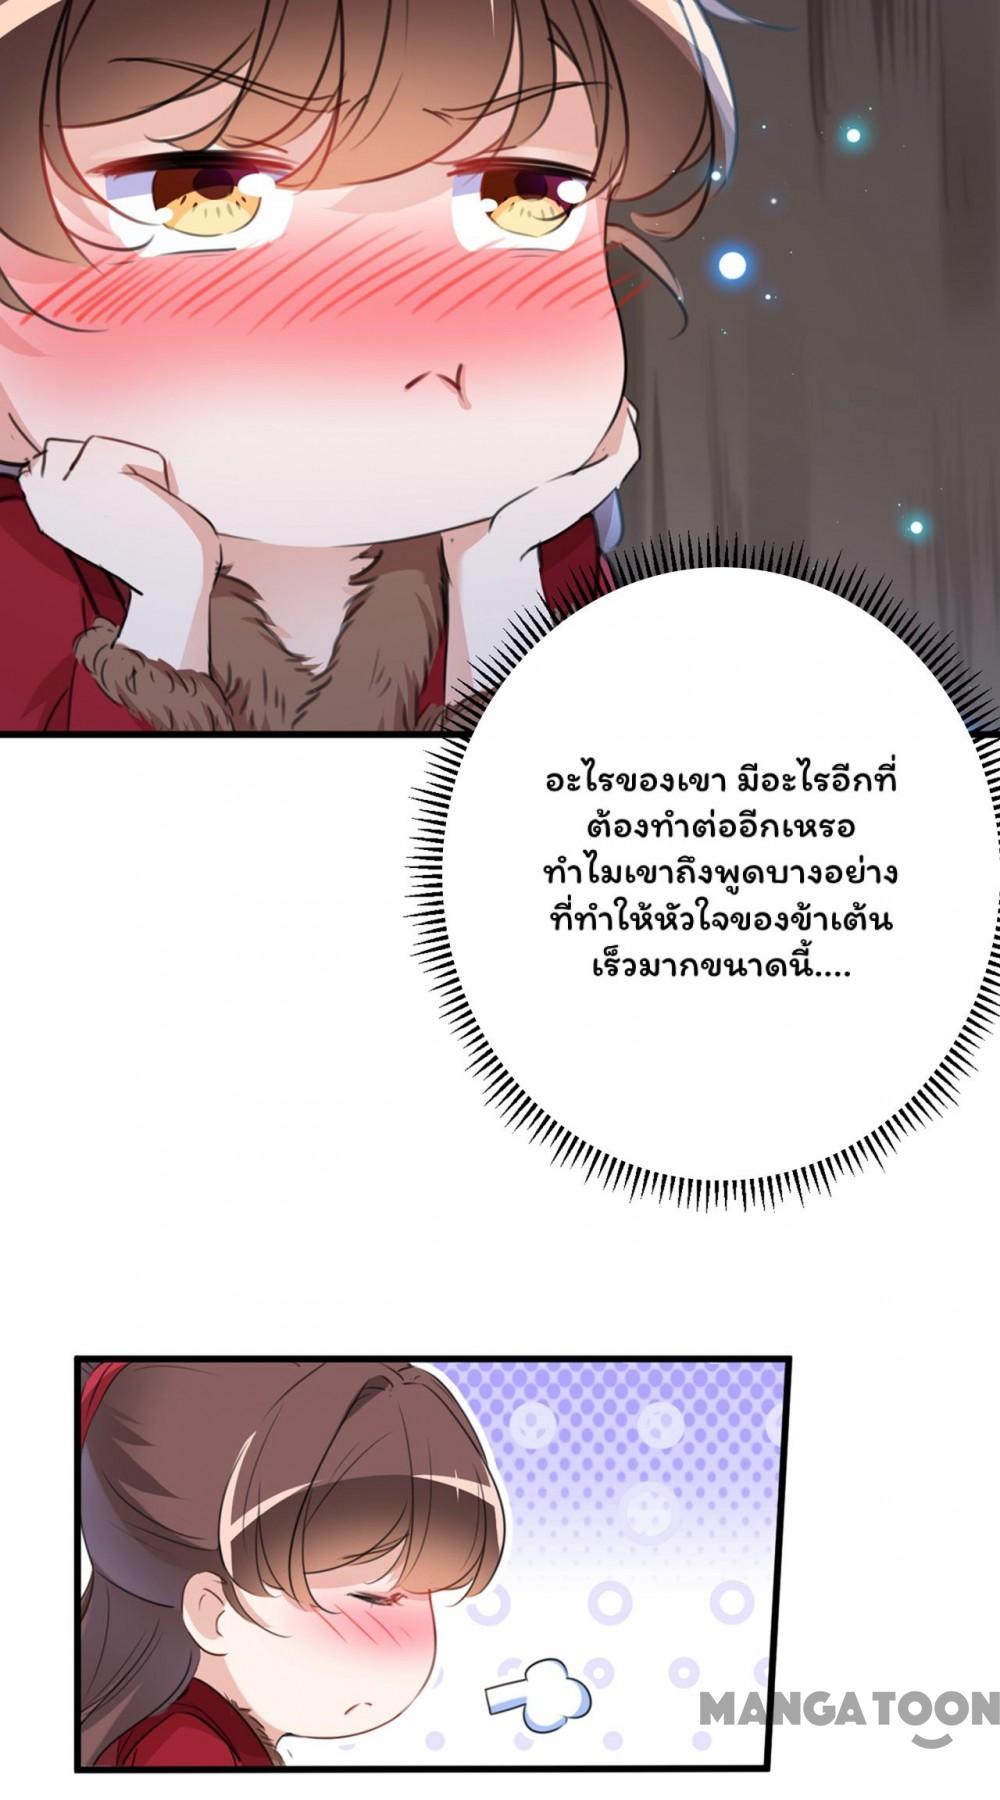 อะไรของเขา มีอะไรอีกที่
ต้องทำต่ออีกเหรอ
ทำไมเขาถึงพูดบางอย่าง
ที่ทำให้หัวใจของข้าเต้น
เร็วมากขนาดนี้....
MANGATOON